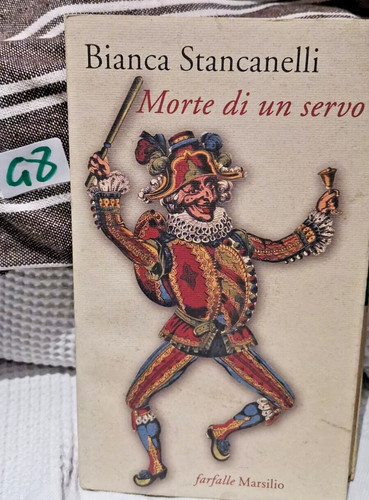 Bianca Stancanelli
Morte di un servo
G8
farfalle Marsilio